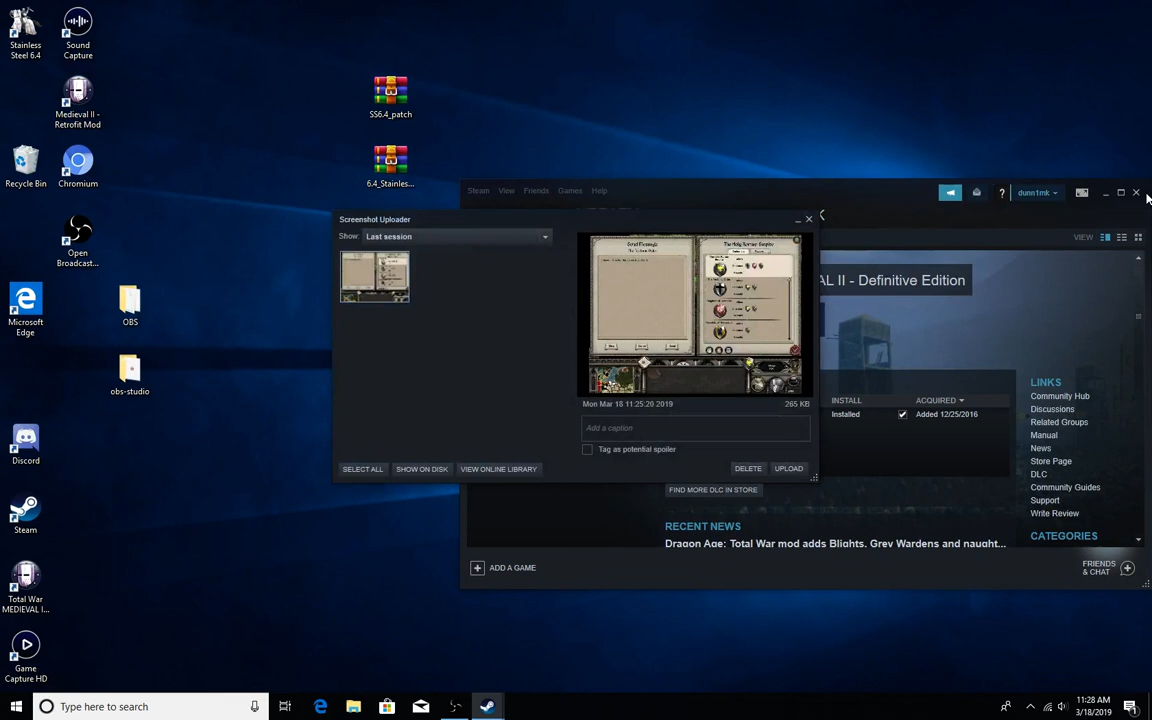 Stainless
Steel 6.4
Sound
Capture
Medieval II -
Retrofit Mod
SS6.4_patch
Recycle Bin
Chromium
6.4_Stainles...
Open
Broadcast...
Microsoft
Edge
OBS
obs-studio
Discord
Steam
Total War
MEDIEVAL I...
Game
Capture HD
Steam View Friends Games Help
? dunn1mk
VIEW
AL II - Definitive Edition
Screenshot Uploader
Show: Last session
The Holy Roman Empire
Mon Mar 18 11:25:20 2019 265 KB
Add a caption
Tag as potential spoiler
SELECT ALL SHOW ON DISK VIEW ONLINE LIBRARY DELETE UPLOAD
INSTALL ACQUIRED
Installed Added 12/25/2016
FIND MORE DLC IN STORE
RECENT NEWS
Dragon Age: Total War mod adds Blights, Grey Wardens and naught...
LINKS
Community Hub
Discussions
Related Groups
Manual
News
Store Page
DLC
Community Guides
Support
Write Review
CATEGORIES
ADD A GAME
FRIENDS
& CHAT
Type here to search
11:28 AM
3/18/2019
1